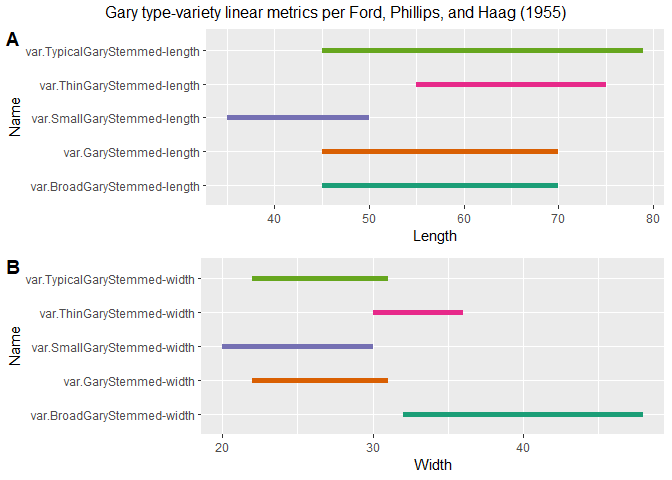 Gary type-variety linear metrics per Ford, Phillips, and Haag (1955)
A
Name
var.TypicalGaryStemmed-length
var.ThinGaryStemmed-length
var.SmallGaryStemmed-length
var.GaryStemmed-length
var.BroadGaryStemmed-length
40 50 60 70 80
Length
B
Name
var.TypicalGaryStemmed-width
var.ThinGaryStemmed-width
var.SmallGaryStemmed-width
var.GaryStemmed-width
var.BroadGaryStemmed-width
20 30 40
Width